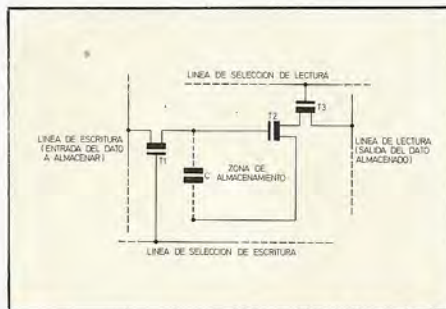 LINEA DE SELECCION DE LECTURA
T3
T2
LINEA DE ESCRITURA
(ENTRADA DEL DATO
A ALMACENAR)
T1
LINEA DE LECTURA
(SALIDA DEL DATO
ALMACENADO)
C
ZONA DE
ALMACENAMIENTO
LINEA DE SELECCION DE ESCRITURA